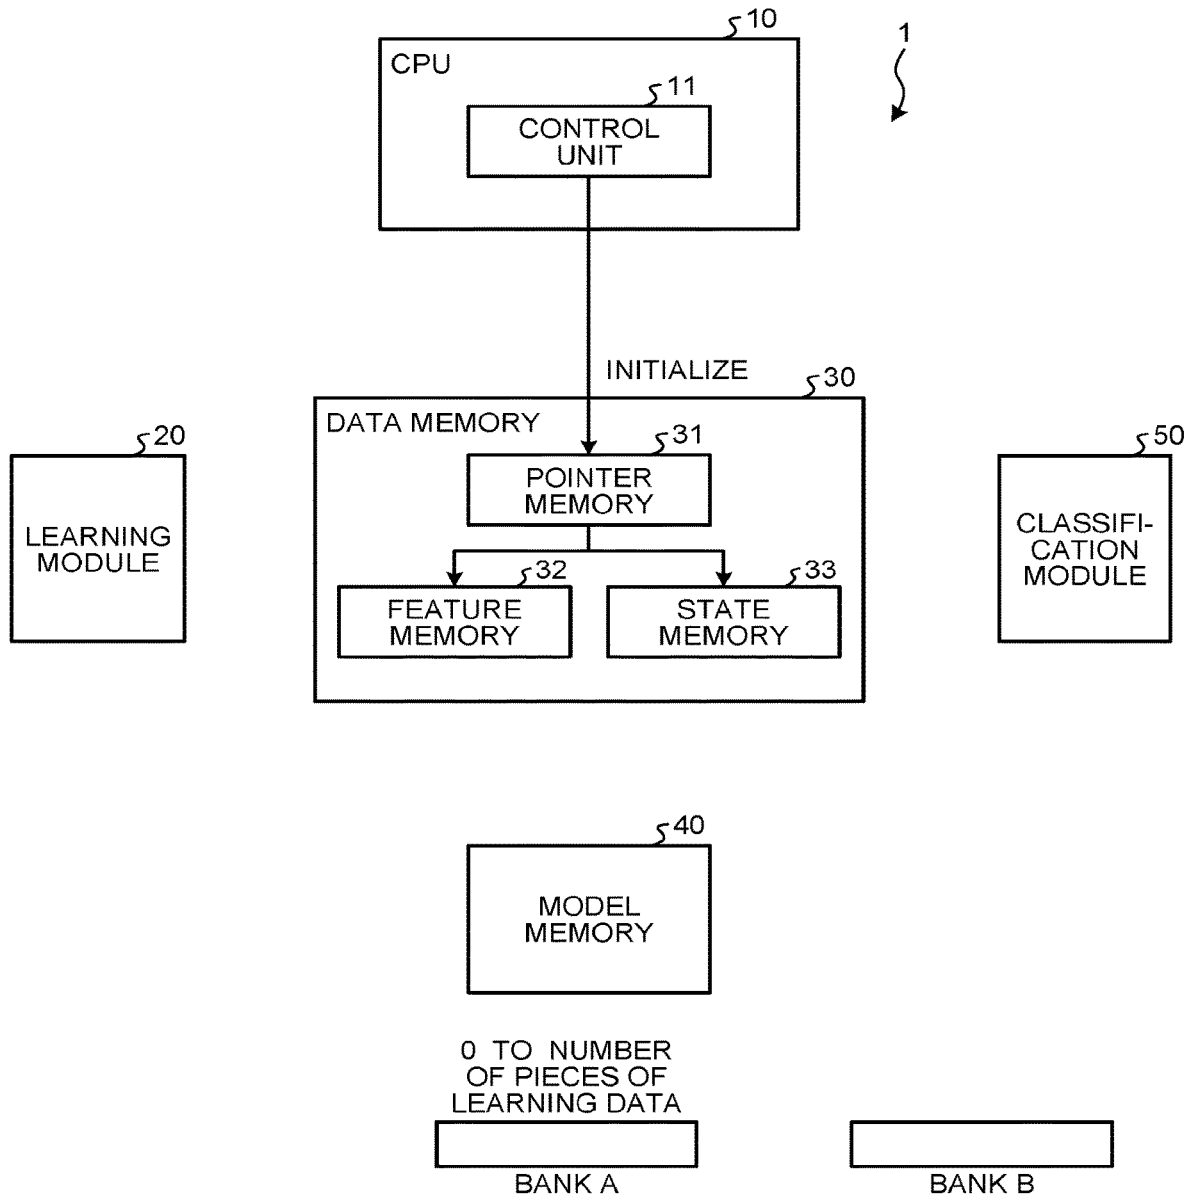 10
1
CPU
11
CONTROL
UNIT
INITIALIZE
30
DATA MEMORY
20
31
50
LEARNING
MODULE
POINTER
MEMORY
CLASSIFI-
CATION
MODULE
32
33
FEATURE
MEMORY
STATE
MEMORY
40
MODEL
MEMORY
0 TO NUMBER
OF PIECES OF
LEARNING DATA
BANK A
BANK B